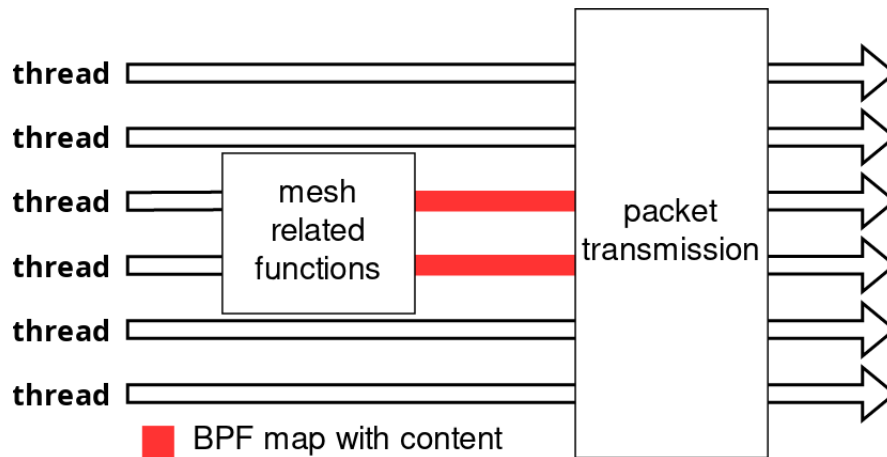 thread
thread
thread
mesh
related
functions
packet
transmission
thread
thread
thread
BPF map with content